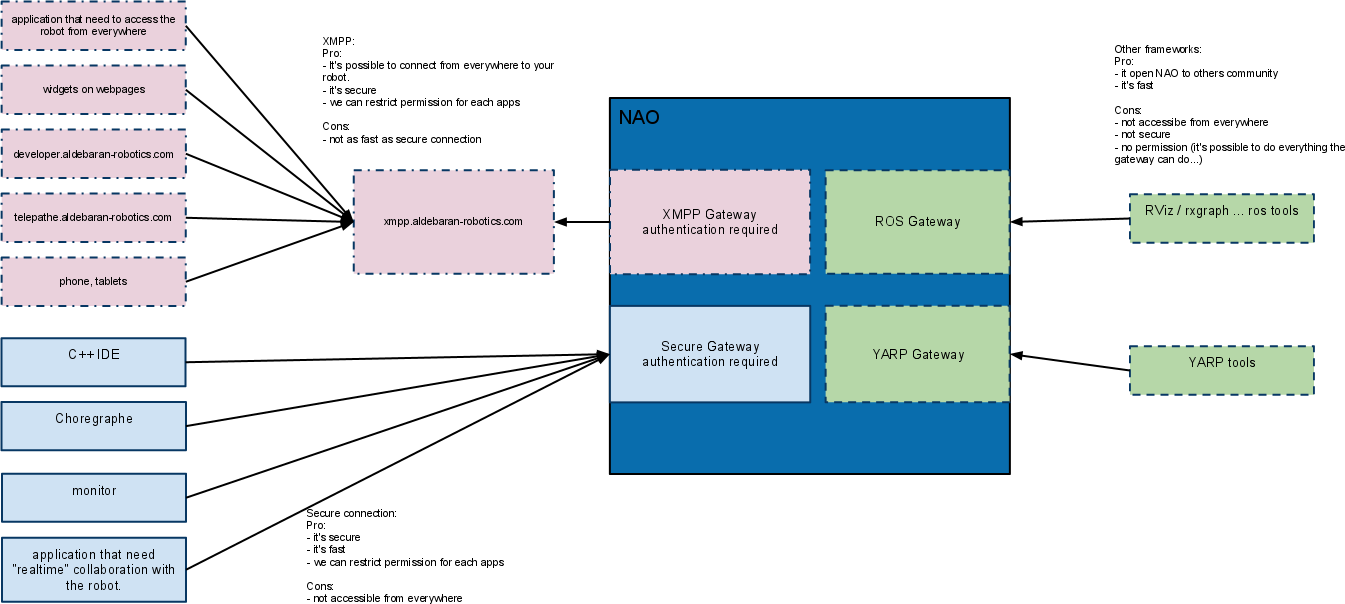 application that need to access the
robot from everywhere
widgets on webpages
developer.aldebaran-robotics.com
telepathe.aldebaran-robotics.com
phone, tablets
C++ IDE
Choregraphe
monitor
application that need
"realtime" collaboration with
the robot.
XMPP:
Pro:
- It's possible to connect from everywhere to your
robot.
- it's secure
- we can restrict permission for each apps
Cons:
- not as fast as secure connection
xmpp.aldebaran-robotics.com
Secure connection:
Pro:
- it's secure
- it's fast
- we can restrict permission for each apps
Cons:
- not accessible from everywhere
NAO
XMPP Gateway
authentication required
ROS Gateway
Secure Gateway
authentication required
YARP Gateway
Other frameworks:
Pro:
- it open NAO to others community
- it's fast
Cons:
- not accessibe from everywhere
- not secure
- no permission (it's possible to do everything the
gateway can do...)
RViz / rxgraph ... ros tools
YARP tools